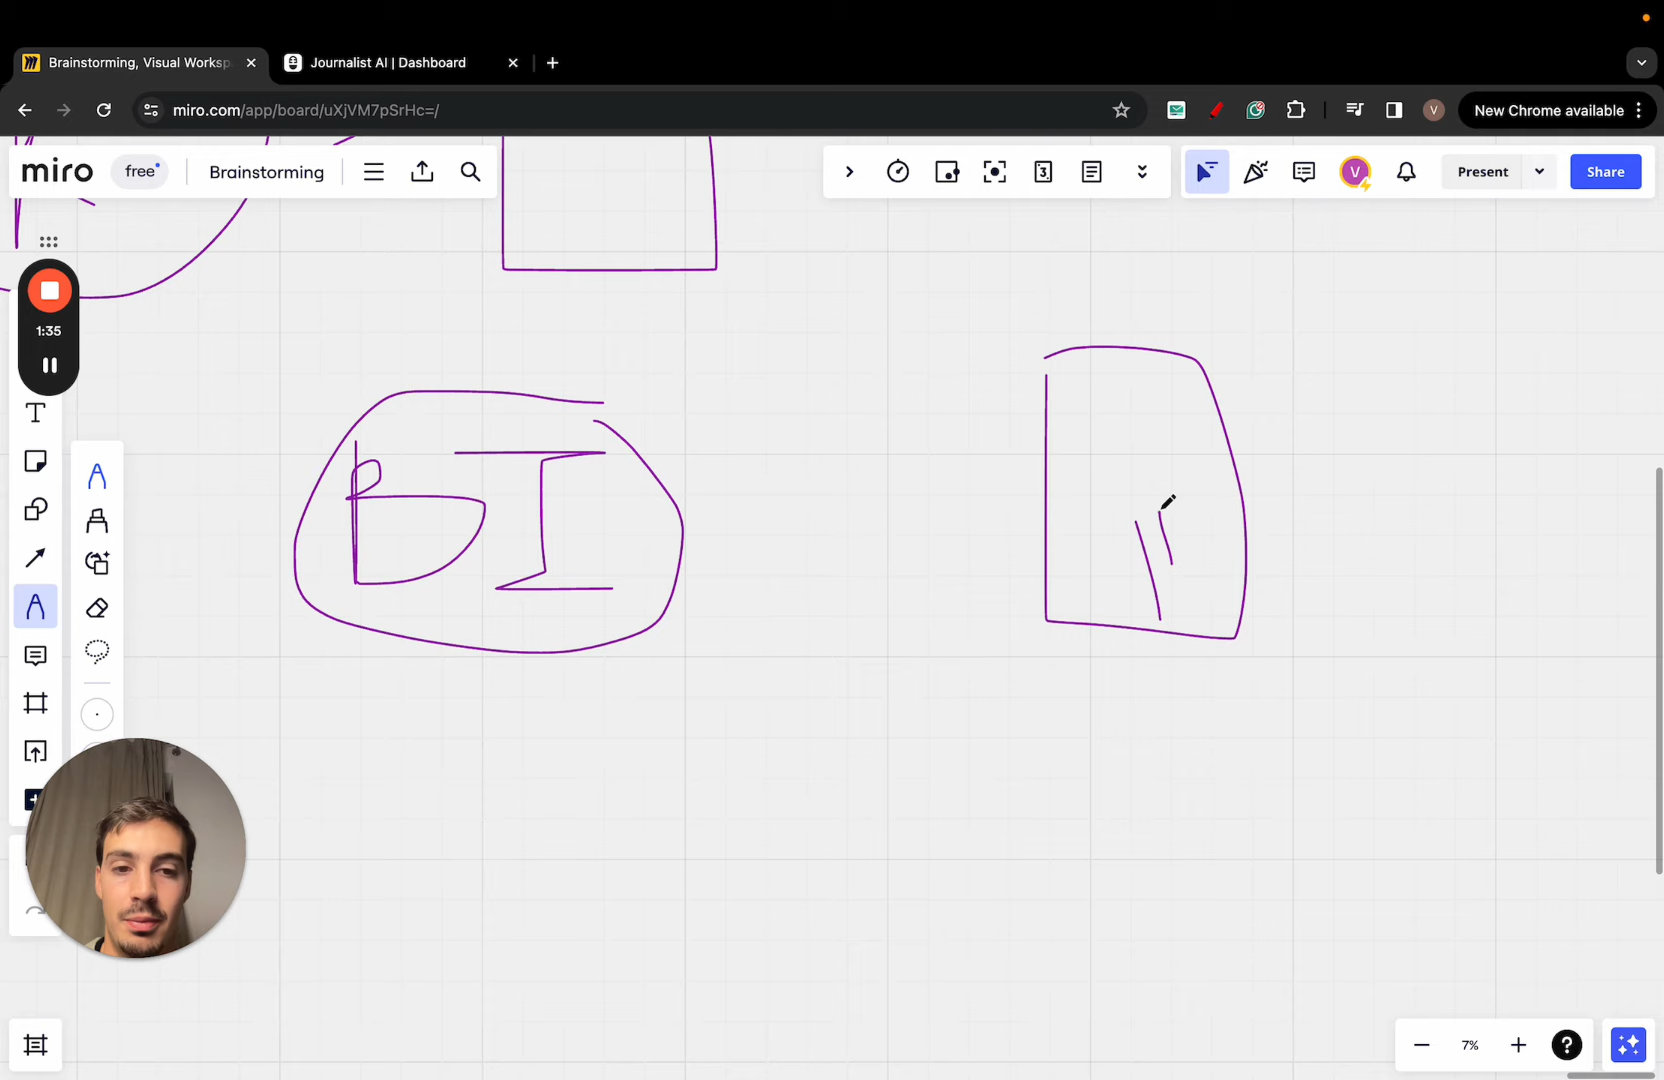 Brainstorming, Visual Worksp
Journalist AI | Dashboard
miro.com/app/board/uXjVM7pSrHc=/
V
New Chrome available
miro
free
Brainstorming
3
V
Present
Share
1:35
BI
7%
?